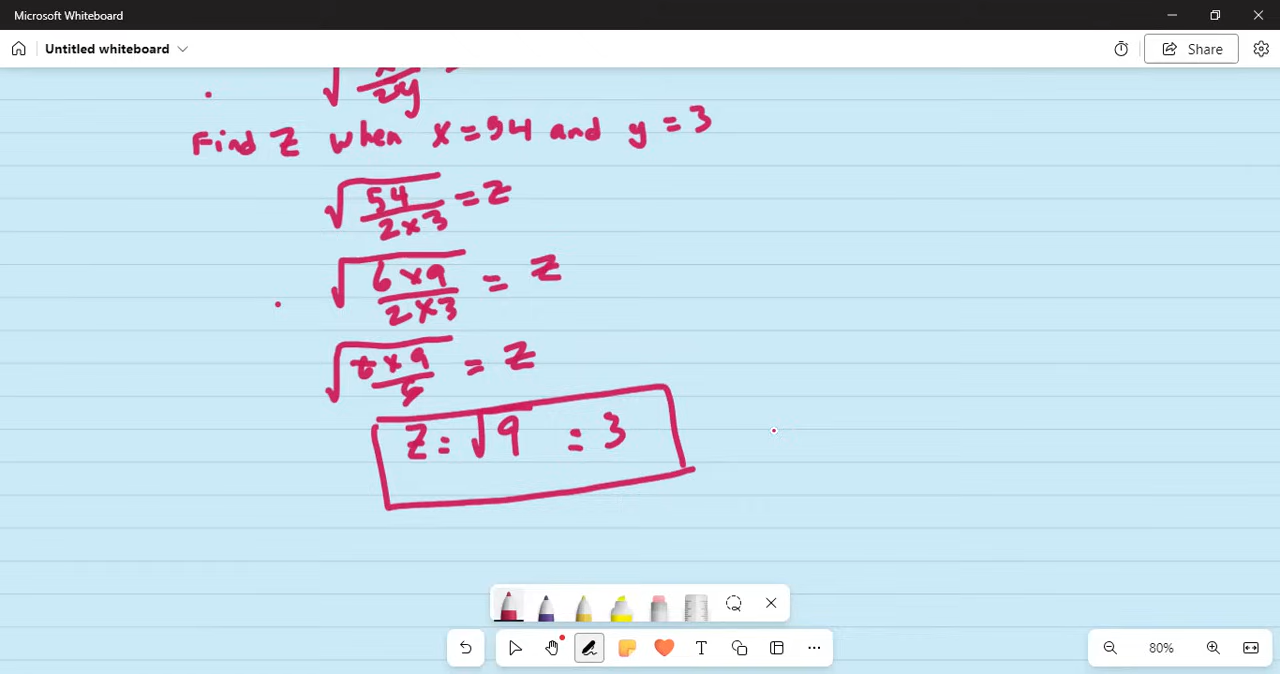 Microsoft Whiteboard
Untitled whiteboard
Share
2y
Find Z when x = 54 and y = 3
√54/2×3 = Z
√6×9/2×3 = Z
√6×9/6 = Z
Z = √9 = 3
80%